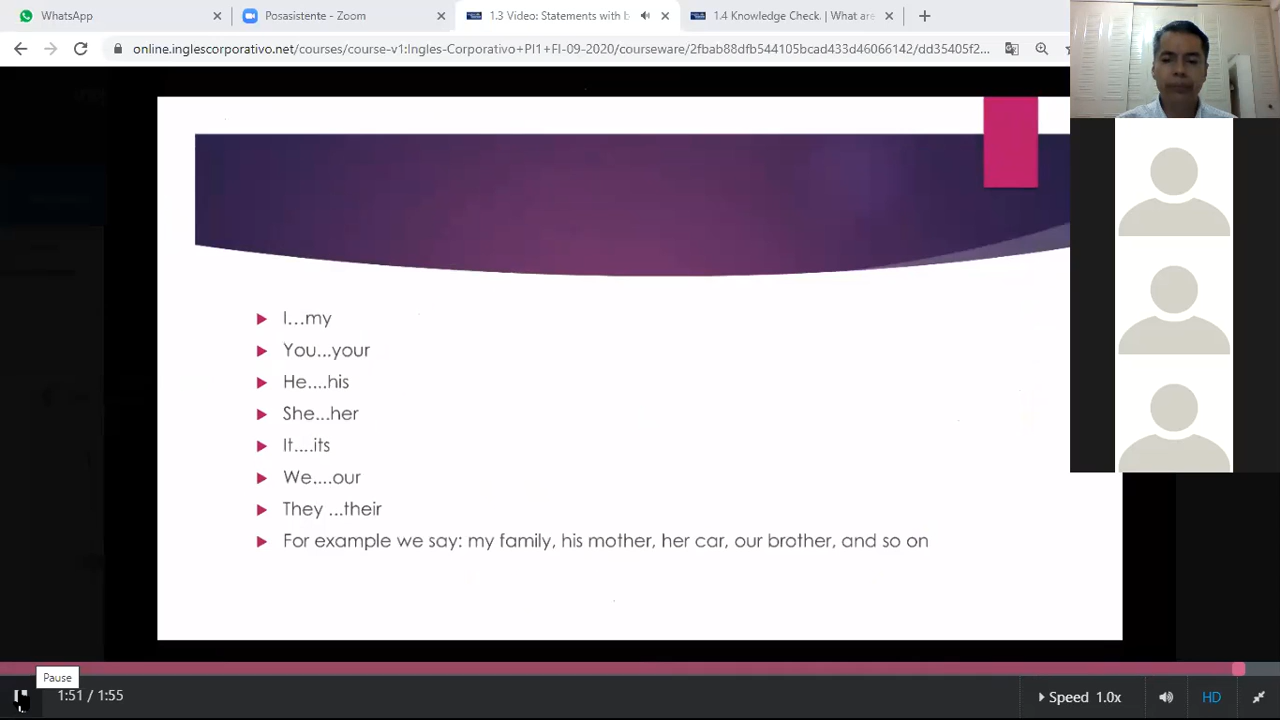 WhatsApp
Posasistente - Zoom
1.3 Video: Statements with b
1.4 Knowledge Check. | What are
online.inglescorporativo.net/courses/course-v1:Ingles-Corporativo+PI1+FI-09-2020/courseware/2fbab88dfb544105bcad433d46b66142/dd35405f2...
I...my
You...your
He....his
She...her
It....its
We....our
They ...their
For example we say: my family, his mother, her car, our brother, and so on
Pause
1:51 / 1:55
Speed 1.0x
HD